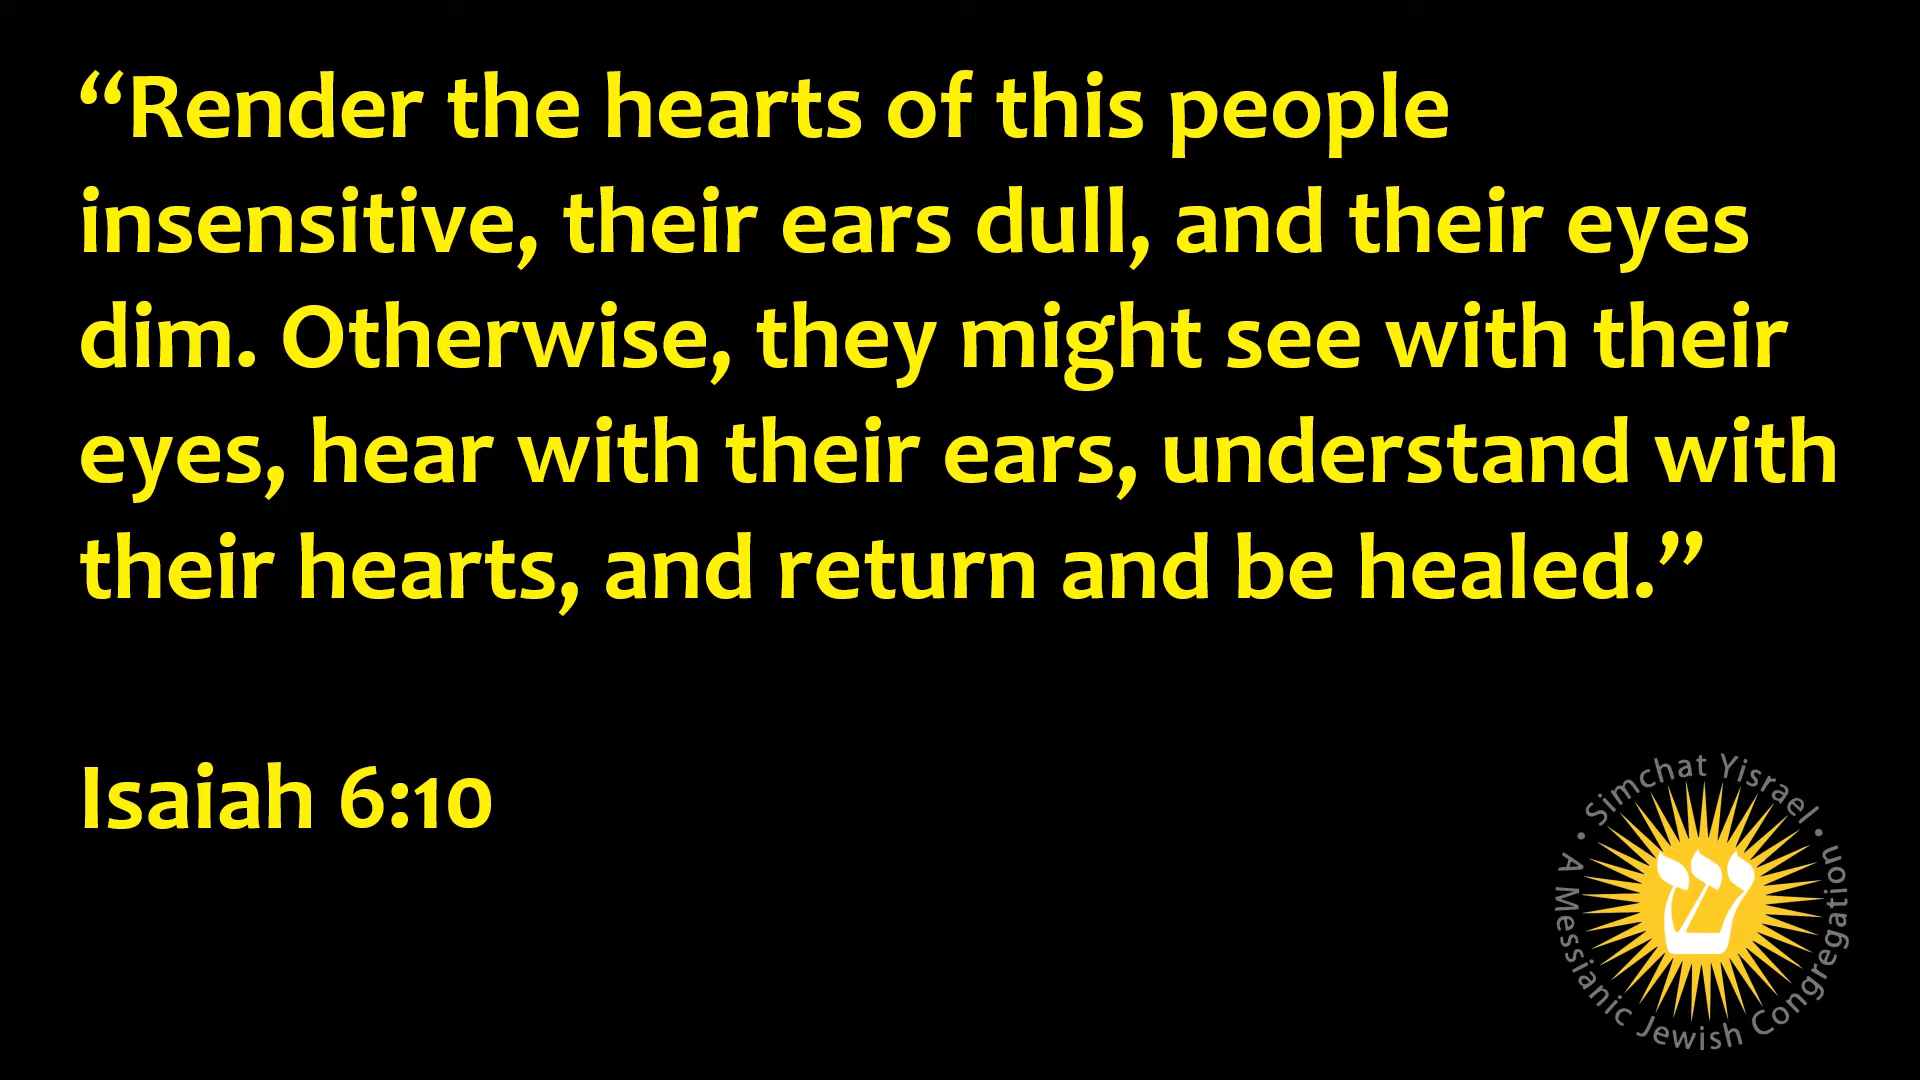 “Render the hearts of this people
insensitive, their ears dull, and their eyes
dim. Otherwise, they might see with their
eyes, hear with their ears, understand with
their hearts, and return and be healed.”
Isaiah 6:10
• Simchat Yisrael •
A Messianic Jewish Congregation
ש